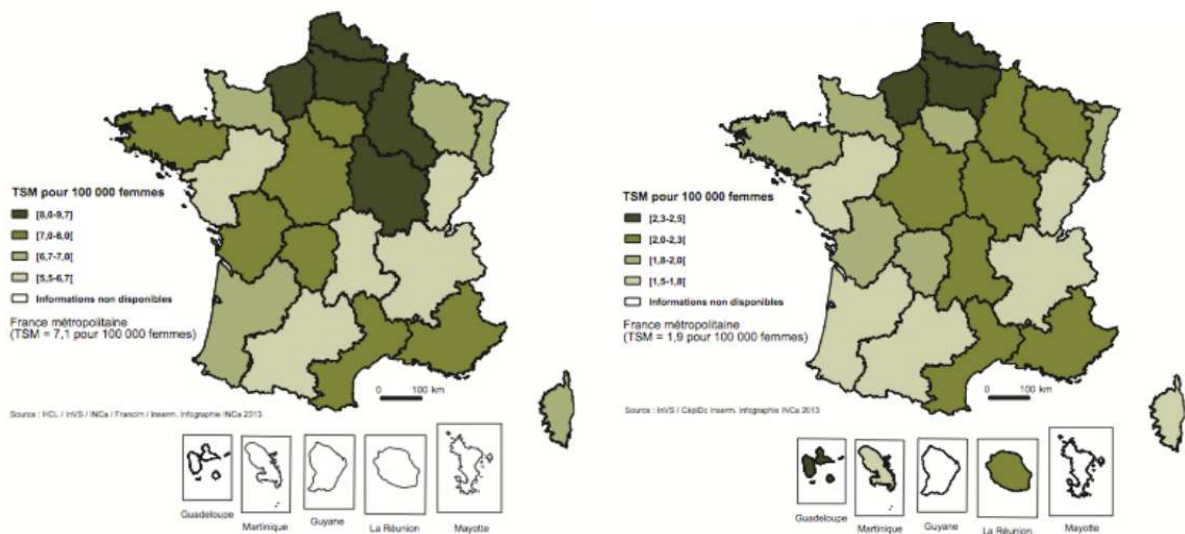 TSM pour 100 000 femmes
[8,0-9,7]
[7,0-8,0[
[6,7-7,0[
[5,5-6,7[
Informations non disponibles
France métropolitaine
(TSM = 7,1 pour 100 000 femmes)
0 100 km
Source : HCL / InVS / INCa / Francim / Inserm. Infographie INCa 2013
Guadeloupe
Martinique
Guyane
La Réunion
Mayotte
TSM pour 100 000 femmes
[2,3-2,5]
[2,0-2,3[
[1,8-2,0[
[1,5-1,8[
Informations non disponibles
France métropolitaine
(TSM = 1,9 pour 100 000 femmes)
0 100 km
Source : InVS / CépiDc Inserm. Infographie INCa 2013
Guadeloupe
Martinique
Guyane
La Réunion
Mayotte